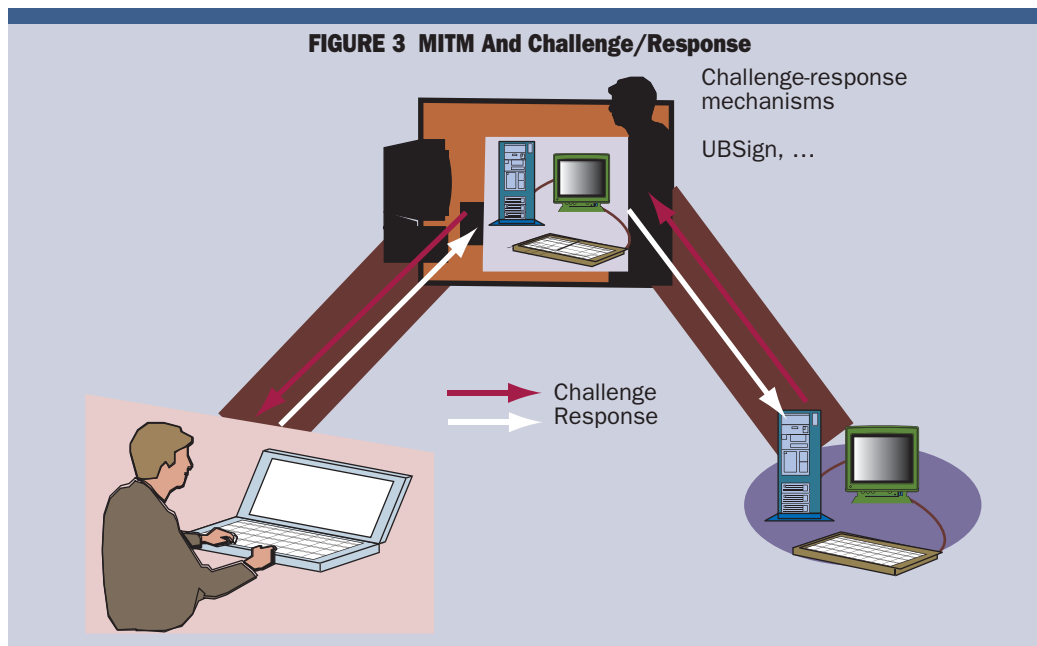 FIGURE 3 MITM And Challenge/Response
Challenge-response
mechanisms
UBSign, …
Challenge
Response